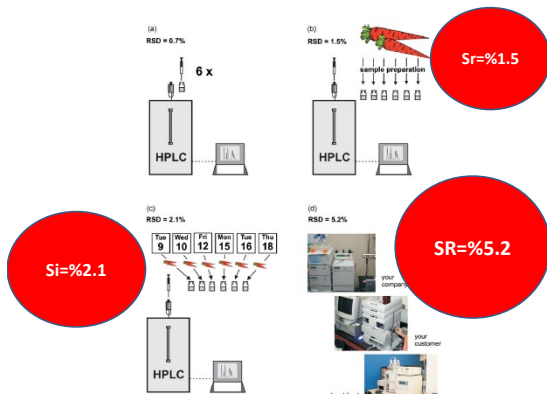 (a)
RSD = 0.7%
6 x
HPLC
(b)
RSD = 1.5%
sample preparation
HPLC
Sr=%1.5
(c)
RSD = 2.1%
Tue Wed Fri Mon Tue Thu
9 10 12 15 16 18
HPLC
Si=%2.1
(d)
RSD = 5.2%
your
company
your
customer
SR=%5.2